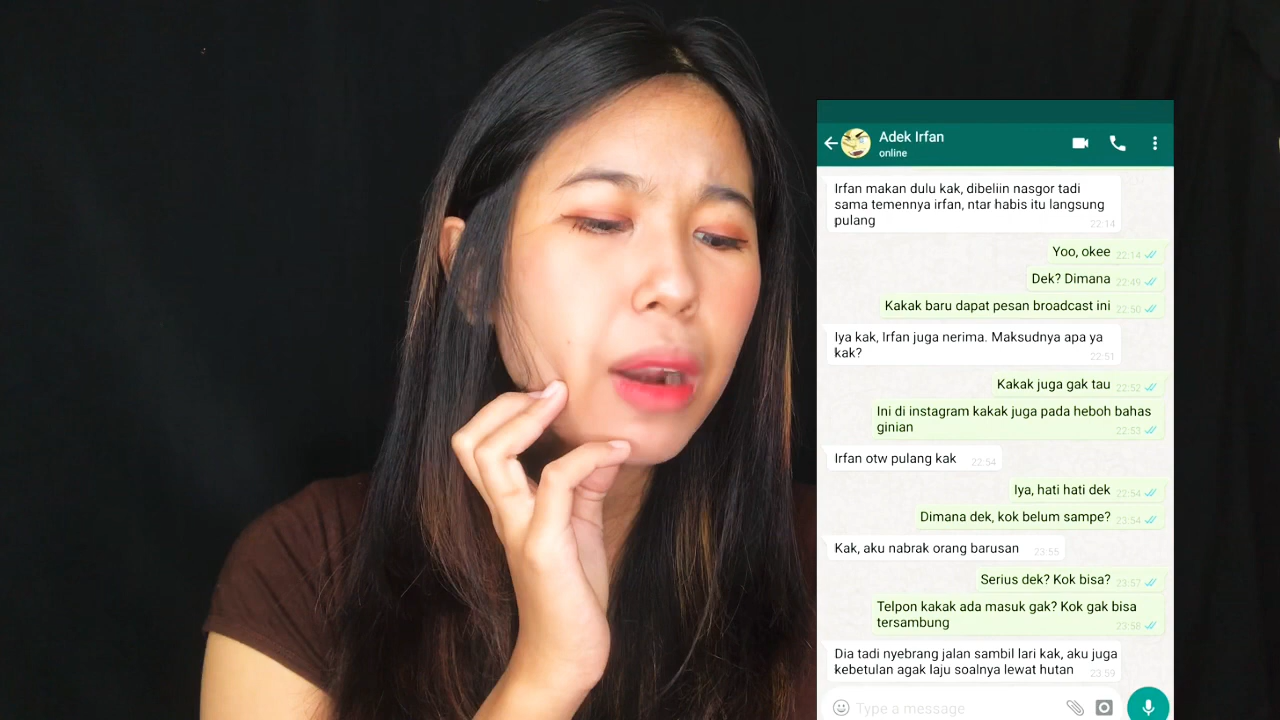 Adek Irfan
online
Irfan makan dulu kak, dibeliin nasgor tadi
sama temennya irfan, ntar habis itu langsung
pulang
22:14
Yoo, okee 22:14
Dek? Dimana 22:49
Kakak baru dapat pesan broadcast ini 22:50
Iya kak, Irfan juga nerima. Maksudnya apa ya
kak?
22:51
Kakak juga gak tau 22:52
Ini di instagram kakak juga pada heboh bahas
ginian
22:53
Irfan otw pulang kak 22:54
Iya, hati hati dek 22:54
Dimana dek, kok belum sampe? 23:54
Kak, aku nabrak orang barusan 23:55
Serius dek? Kok bisa? 23:57
Telpon kakak ada masuk gak? Kok gak bisa
tersambung 23:58
Dia tadi nyebrang jalan sambil lari kak, aku juga
kebetulan agak laju soalnya lewat hutan 23:59
Type a message